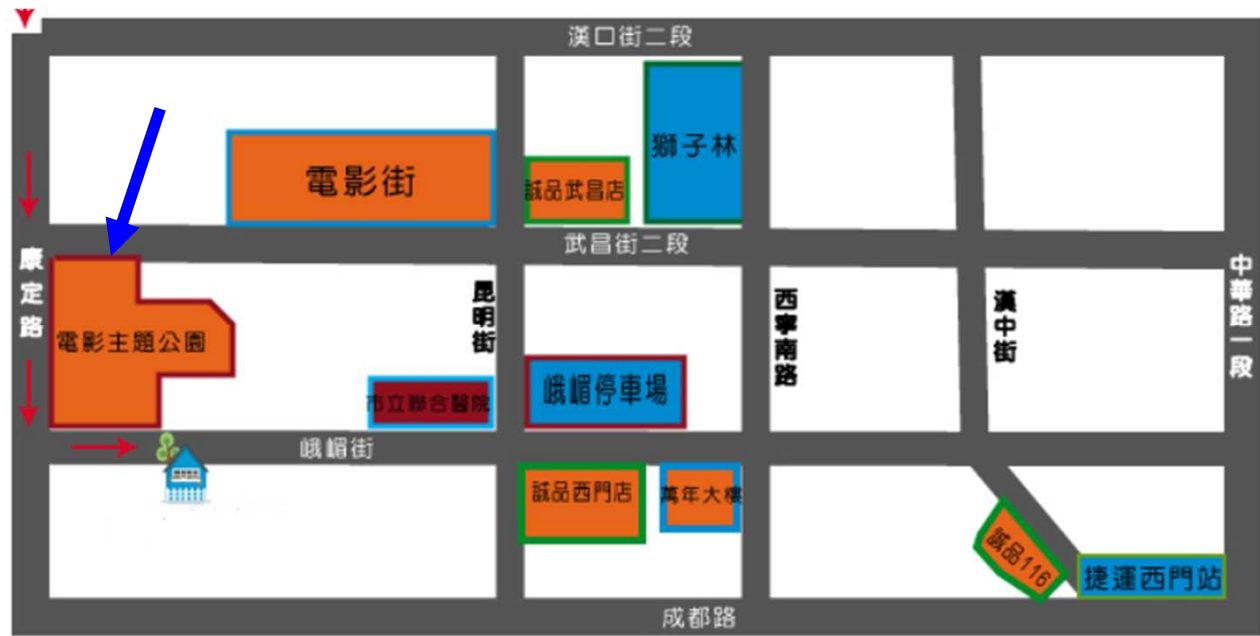 漢口街二段
獅子林
電影街
誠品武昌店
武昌街二段
康定路
中華路一段
昆明街
西寧南路
漢中街
電影主題公園
市立聯合醫院
峨嵋停車場
峨嵋街
誠品西門店
萬年大樓
誠品116
捷運西門站
成都路